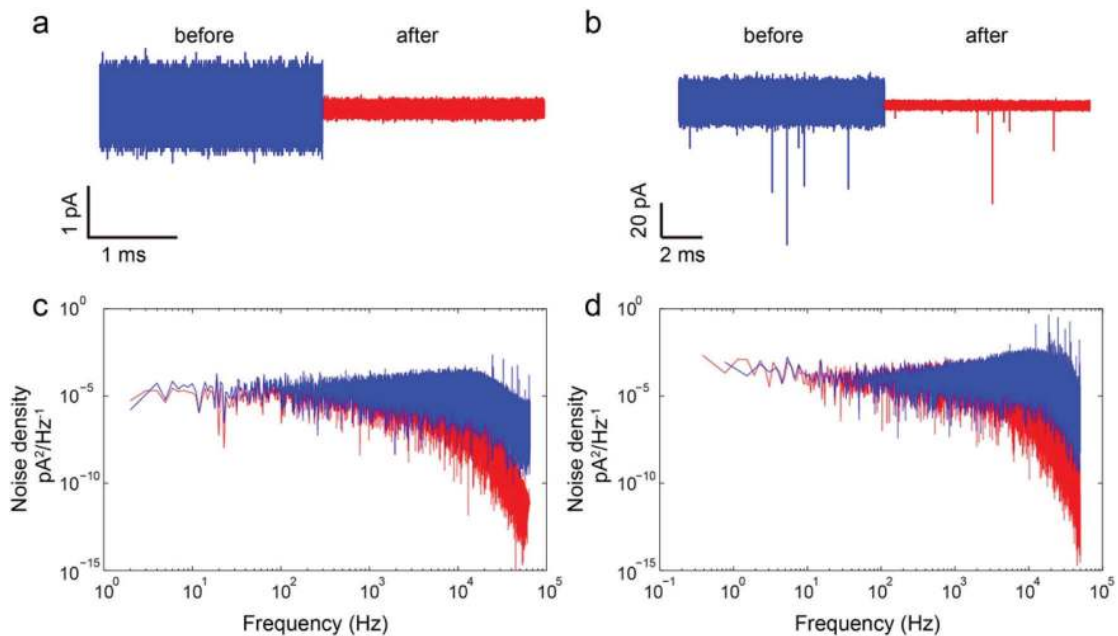 a
before
after
1 pA
1 ms
b
before
after
20 pA
2 ms
c
10⁰
10⁻⁵
10⁻¹⁰
10⁻¹⁵
Noise density
pA²/Hz⁻¹
10⁰
10¹
10²
10³
10⁴
10⁵
Frequency (Hz)
d
10⁰
10⁻⁵
10⁻¹⁰
10⁻¹⁵
Noise density
pA²/Hz⁻¹
10⁻¹
10⁰
10¹
10²
10³
10⁴
10⁵
Frequency (Hz)